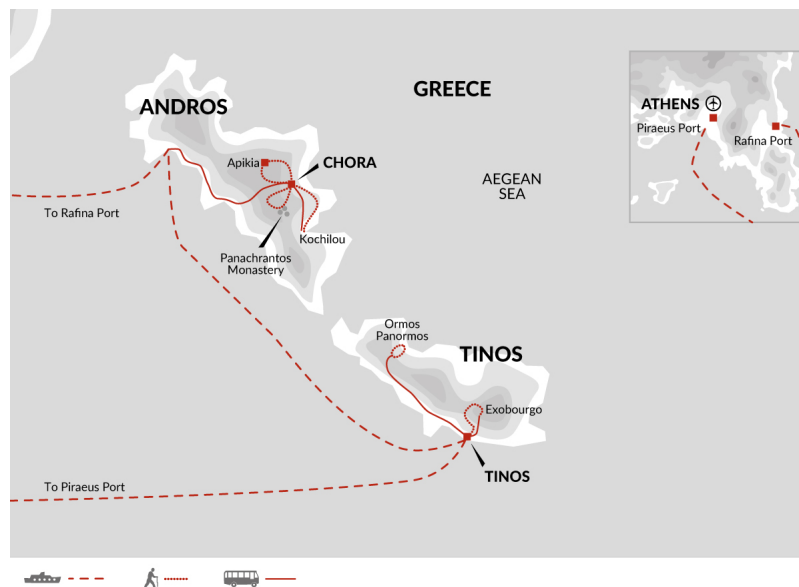 GREECE
ANDROS
ATHENS
Piraeus Port
Rafina Port
Apikia
CHORA
AEGEAN
SEA
To Rafina Port
Kochilou
Panachrantos
Monastery
Ormos
Panormos
TINOS
Exobourgo
TINOS
To Piraeus Port